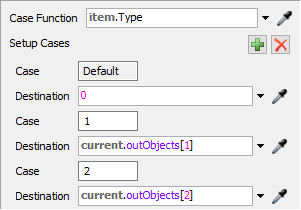 Case Function item.Type
Setup Cases
Case Default
Destination 0
Case 1
Destination current.outObjects[1]
Case 2
Destination current.outObjects[2]